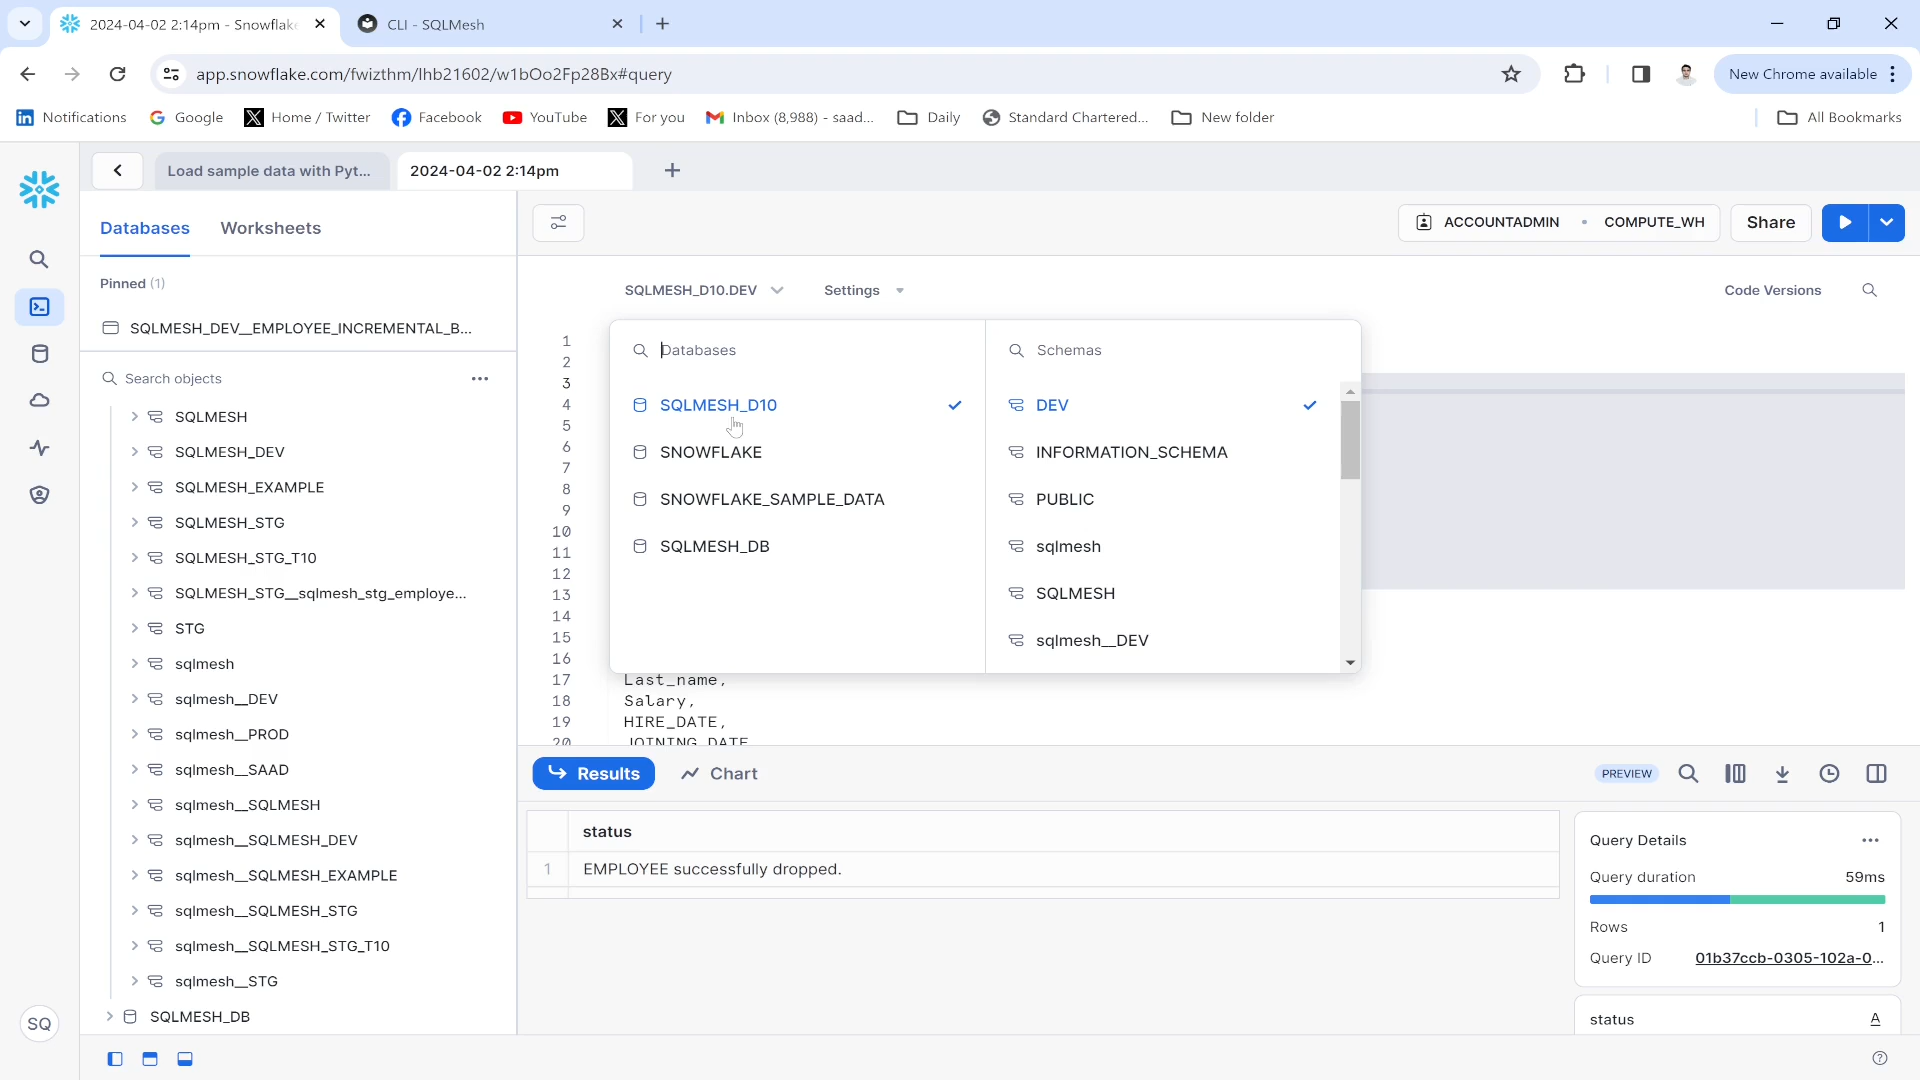 2024-04-02 2:14pm - Snowflake
CLI - SQLMesh
app.snowflake.com/fwizthm/lhb21602/w1bOo2Fp28Bx#query
New Chrome available
Notifications
Google
Home / Twitter
Facebook
YouTube
For you
Inbox (8,988) - saad...
Daily
Standard Chartered...
New folder
All Bookmarks
Load sample data with Pyt...
2024-04-02 2:14pm
Databases
Worksheets
ACCOUNTADMIN
COMPUTE_WH
Share
Pinned (1)
SQLMESH_DEV__EMPLOYEE_INCREMENTAL_B...
Search objects
SQLMESH
SQLMESH_DEV
SQLMESH_EXAMPLE
SQLMESH_STG
SQLMESH_STG_T10
SQLMESH_STG__sqlmesh_stg_employe...
STG
sqlmesh
sqlmesh__DEV
sqlmesh__PROD
sqlmesh__SAAD
sqlmesh__SQLMESH
sqlmesh__SQLMESH_DEV
sqlmesh__SQLMESH_EXAMPLE
sqlmesh__SQLMESH_STG
sqlmesh__SQLMESH_STG_T10
sqlmesh__STG
SQLMESH_DB
SQ
SQLMESH_D10.DEV
Settings
Code Versions
Databases
SQLMESH_D10
SNOWFLAKE
SNOWFLAKE_SAMPLE_DATA
SQLMESH_DB
Schemas
DEV
INFORMATION_SCHEMA
PUBLIC
sqlmesh
SQLMESH
sqlmesh__DEV
1
2
3
4
5
6
7
8
9
10
11
12
13
14
15
16
17 Last_name,
18 Salary,
19 HIRE_DATE,
20 JOINING_DATE
Results
Chart
PREVIEW
status
1 EMPLOYEE successfully dropped.
Query Details
Query duration 59ms
Rows 1
Query ID 01b37ccb-0305-102a-0...
status A